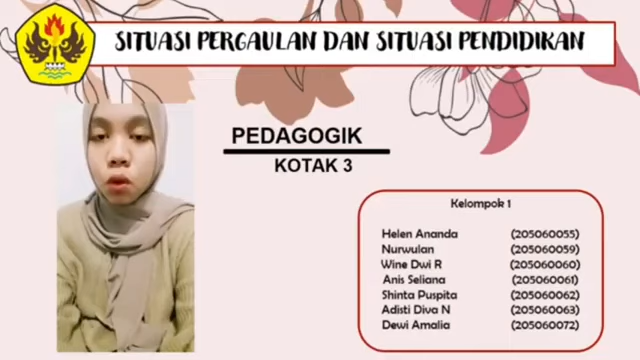 SITUASI PERGAULAN DAN SITUASI PENDIDIKAN
PEDAGOGIK
KOTAK 3
Kelompok 1
Helen Ananda (205060055)
Nurwulan (205060059)
Wine Dwi R (205060060)
Anis Seliana (205060061)
Shinta Puspita (205060062)
Adisti Diva N (205060063)
Dewi Amalia (205060072)